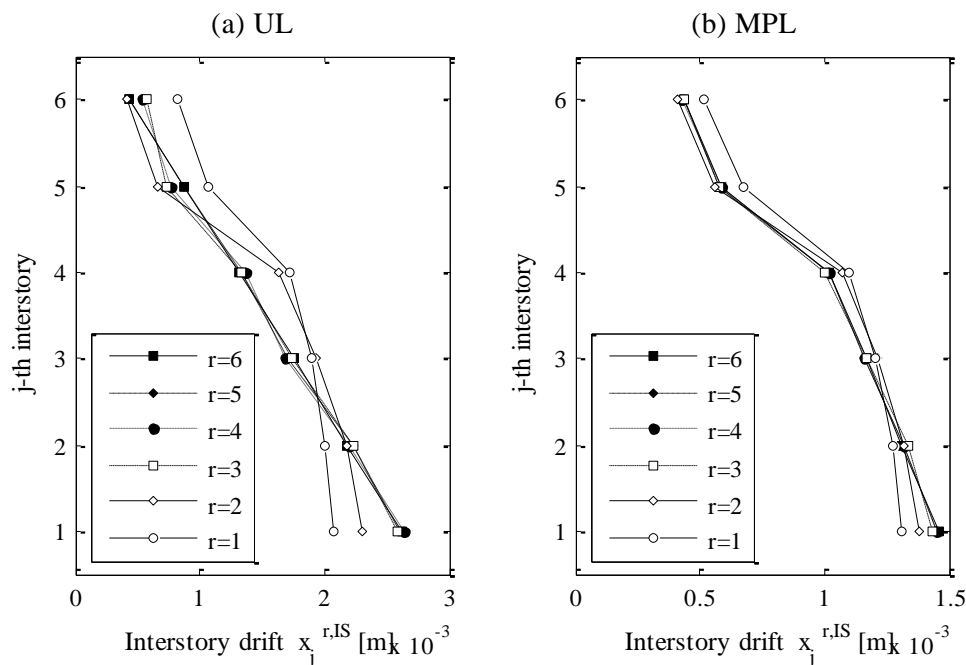 (a) UL
6
5
4
3
2
1
j-th interstory
r=6
r=5
r=4
r=3
r=2
r=1
0
1
2
3
Interstory drift x_j^{r,IS} [m] x 10^{-3}
(b) MPL
6
5
4
3
2
1
j-th interstory
r=6
r=5
r=4
r=3
r=2
r=1
0
0.5
1
1.5
Interstory drift x_j^{r,IS} [m] x 10^{-3}